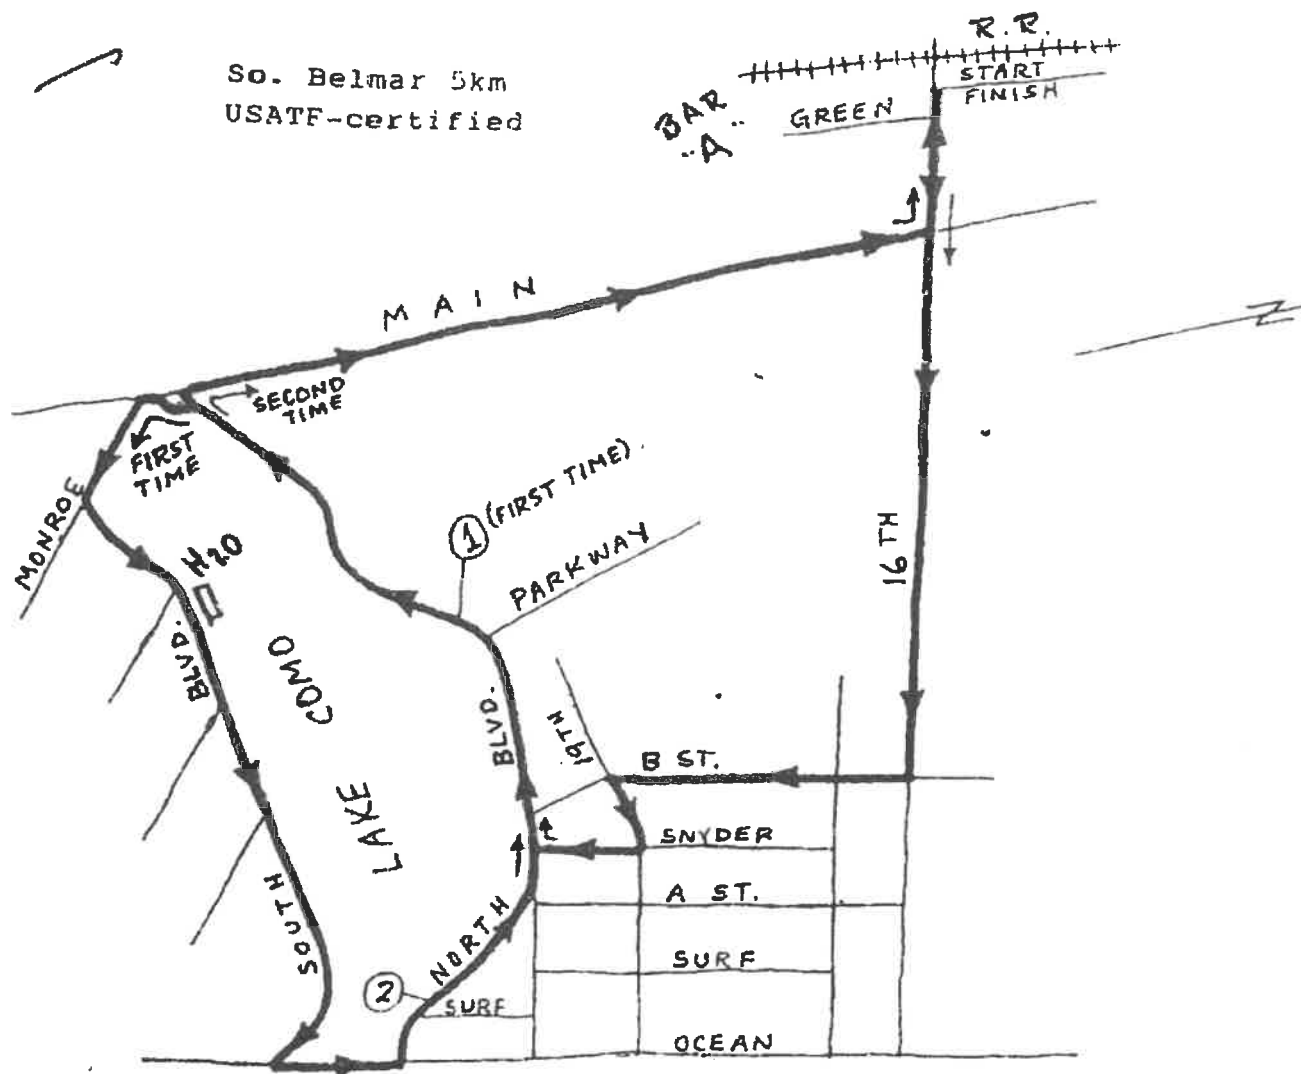 So. Belmar 5km
USATF-certified
R.R.
START
FINISH
BAR
"A"
GREEN
MAIN
N
SECOND
TIME
FIRST
TIME
MONROE
H20
1 (FIRST TIME)
PARKWAY
16TH
BLVD.
LAKE COMO
BLVD.
19TH
B ST.
SNYDER
A ST.
SOUTH
NORTH
SURF
2
SURF
OCEAN